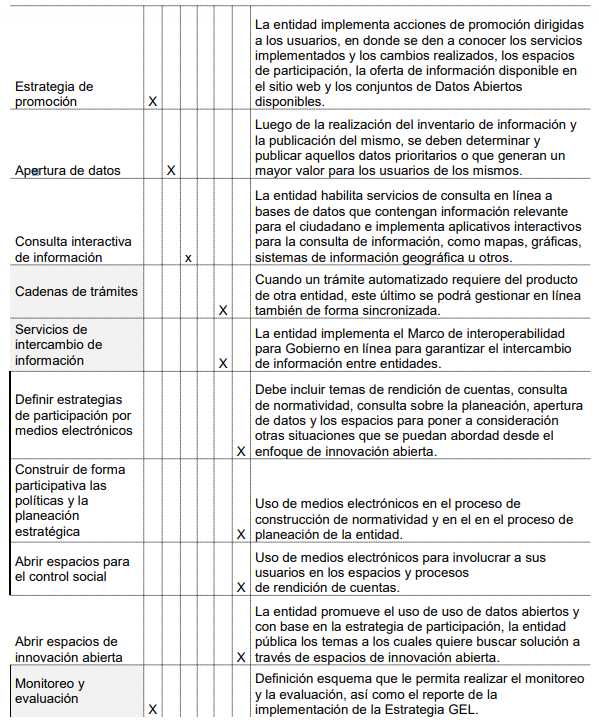 La entidad implementa acciones de promoción dirigidas
a los usuarios, en donde se den a conocer los servicios
implementados y los cambios realizados, los espacios
de participación, la oferta de información disponible en
el sitio web y los conjuntos de Datos Abiertos
disponibles.
Estrategia de
promoción
X
Luego de la realización del inventario de información y
la publicación del mismo, se deben determinar y
publicar aquellos datos prioritarios o que generan un
mayor valor para los usuarios de los mismos.
Apertura de datos
X
La entidad habilita servicios de consulta en línea a
bases de datos que contengan información relevante
para el ciudadano e implementa aplicativos interactivos
para la consulta de información, como mapas, gráficas,
sistemas de información geográfica u otros.
Consulta interactiva
de información
x
Cadenas de trámites
X
Cuando un trámite automatizado requiere del producto
de otra entidad, este último se podrá gestionar en línea
también de forma sincronizada.
Servicios de
intercambio de
información
X
La entidad implementa el Marco de interoperabilidad
para Gobierno en línea para garantizar el intercambio
de información entre entidades.
Definir estrategias
de participación por
medios electrónicos
X
Debe incluir temas de rendición de cuentas, consulta
de normatividad, consulta sobre la planeación, apertura
de datos y los espacios para poner a consideración
otras situaciones que se puedan abordad desde el
enfoque de innovación abierta.
Construir de forma
participativa las
políticas y la
planeación
estratégica
X
Uso de medios electrónicos en el proceso de
construcción de normatividad y en el en el proceso de
planeación de la entidad.
Abrir espacios para
el control social
X
Uso de medios electrónicos para involucrar a sus
usuarios en los espacios y procesos
de rendición de cuentas.
Abrir espacios de
innovación abierta
X
La entidad promueve el uso de uso de datos abiertos y
con base en la estrategia de participación, la entidad
pública los temas a los cuales quiere buscar solución a
través de espacios de innovación abierta.
Monitoreo y
evaluación
X
Definición esquema que le permita realizar el monitoreo
y la evaluación, así como el reporte de la
implementación de la Estrategia GEL.